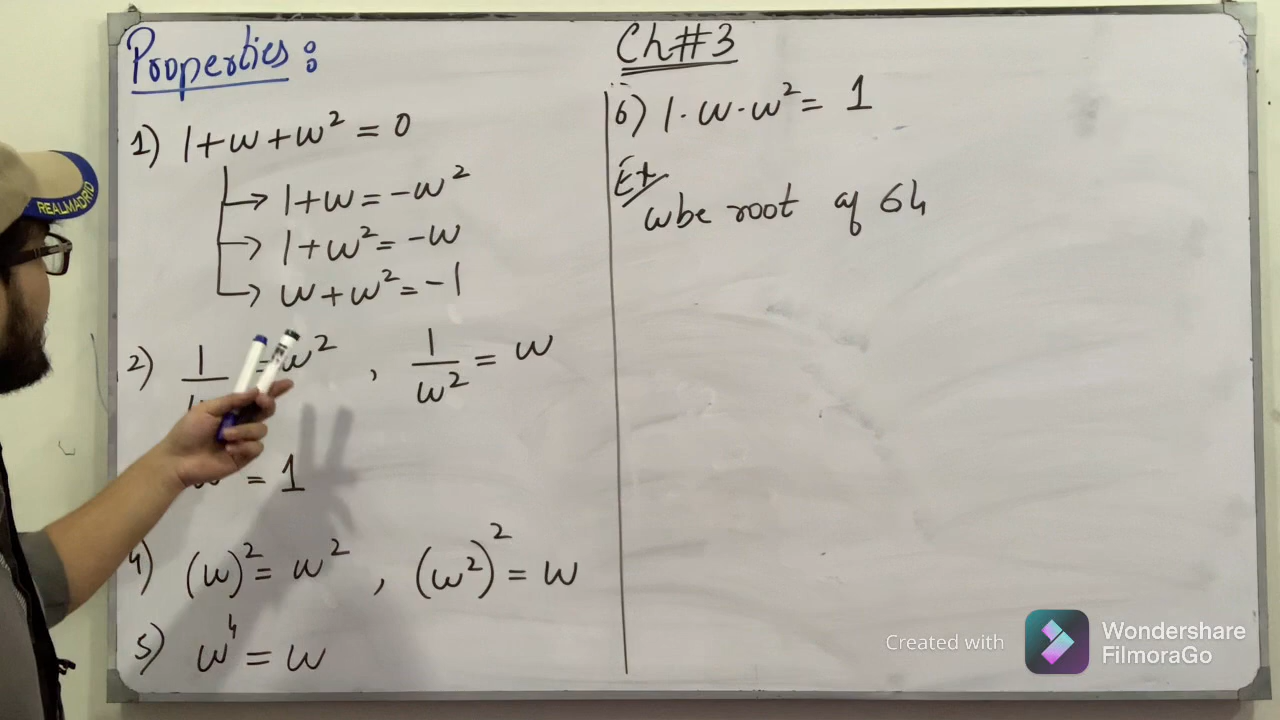 Properties:
1) 1+w+w² = 0
→ 1+w = -w²
→ 1+w² = -w
→ w+w² = -1
2) 1/ =w² , 1/w² = w
= 1
4) (w)² = w² , (w²)² = w
5) w⁴ = w
Ch#3
6) 1·w·w² = 1
Ex
wbe root of 64
REALMADRID
Created with
Wondershare
FilmoraGo